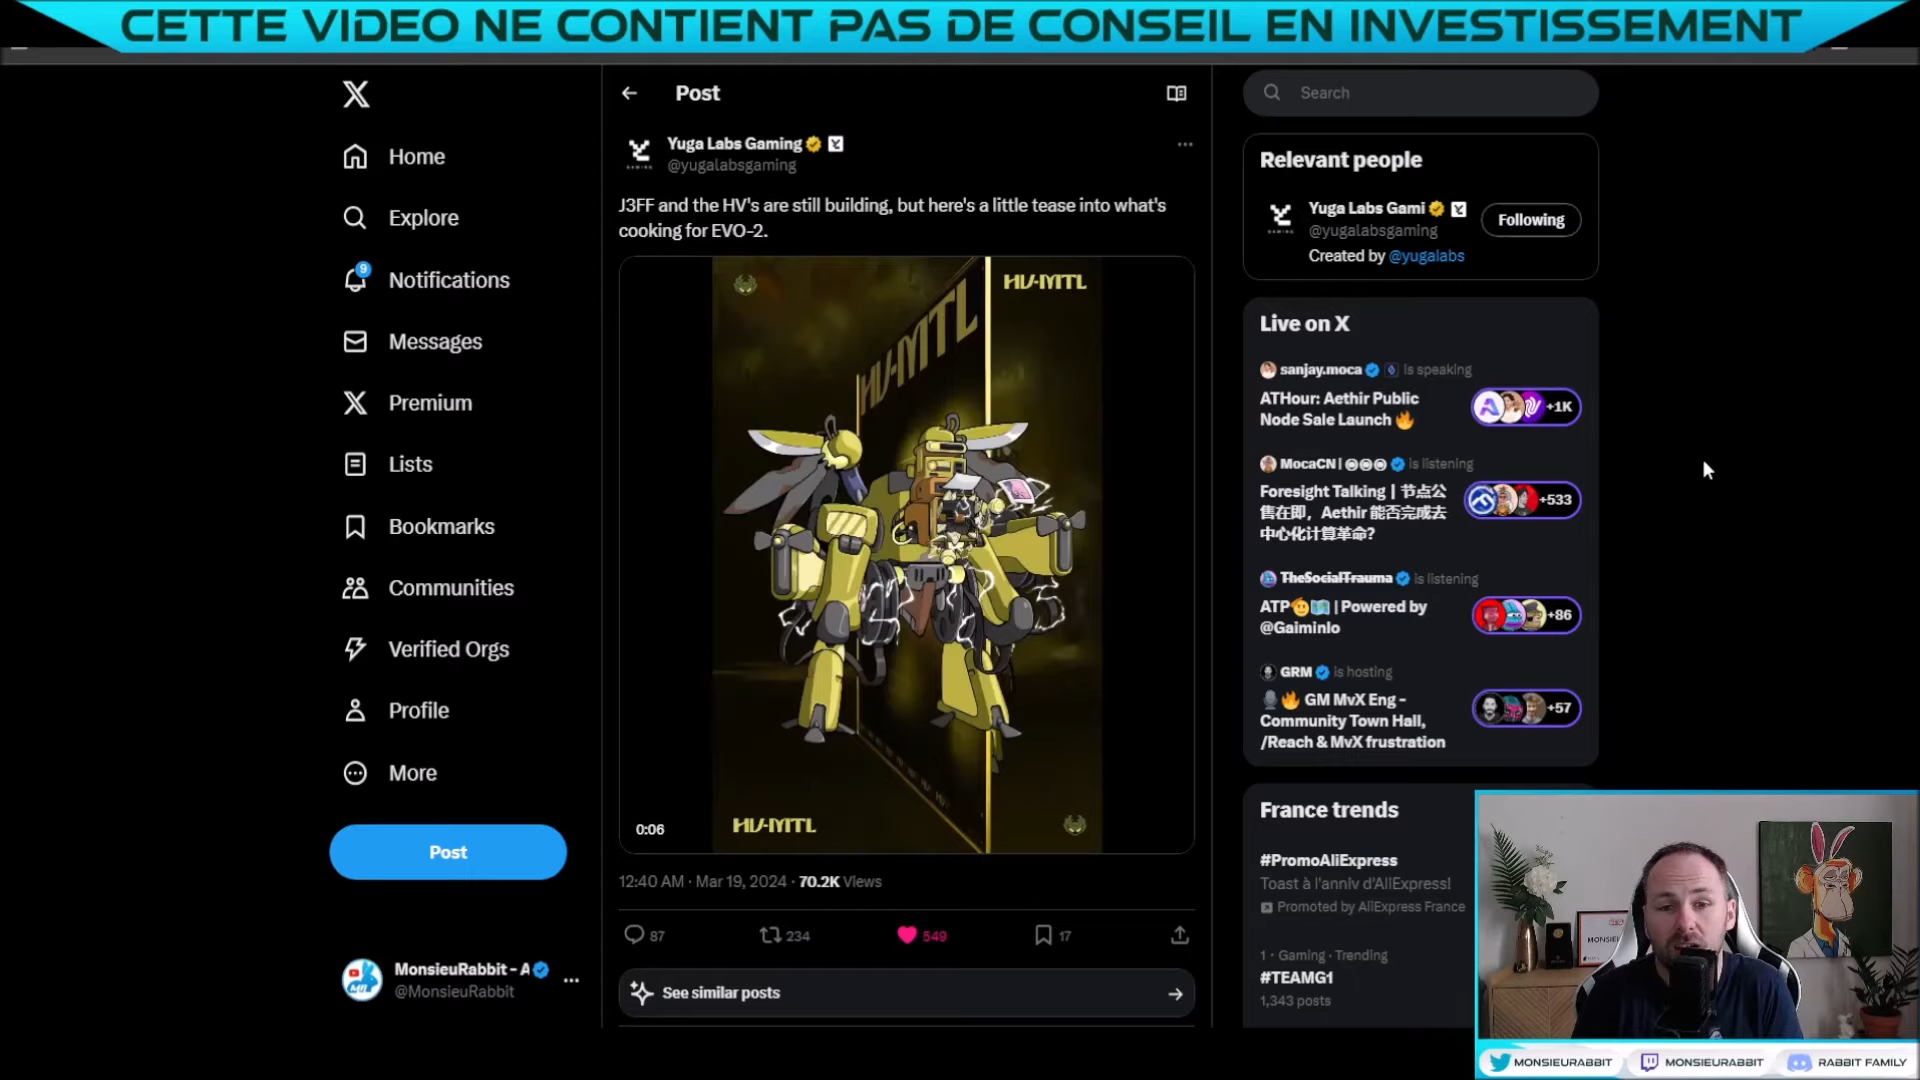 CETTE VIDEO NE CONTIENT PAS DE CONSEIL EN INVESTISSEMENT
Home
Explore
9
Notifications
Messages
Premium
Lists
Bookmarks
Communities
Verified Orgs
Profile
More
Post
MonsieurRabbit - A
@MonsieurRabbit
Post
Yuga Labs Gaming
@yugalabsgaming
J3FF and the HV's are still building, but here's a little tease into what's
cooking for EVO-2.
HV-MTL
HV-MTL
HV-MTL
0:06
12:40 AM · Mar 19, 2024 · 70.2K Views
87
234
549
17
See similar posts
Search
Relevant people
Yuga Labs Gami
@yugalabsgaming
Following
Created by @yugalabs
Live on X
sanjay.moca is speaking
ATHour: Aethir Public
Node Sale Launch 🔥
+1K
MocaCN | is listening
Foresight Talking | 节点公
售在即，Aethir 能否完成去
中心化计算革命?
+533
TheSocialTrauma is listening
ATP | Powered by
@GaiminIo
+86
GRM is hosting
🎙️🔥 GM MvX Eng -
Community Town Hall,
/Reach & MvX frustration
+57
France trends
#PromoAliExpress
Toast à l'anniv d'AliExpress!
Promoted by AliExpress France
1 · Gaming · Trending
#TEAMG1
1,343 posts
MONSIEURABBIT
MONSIEURABBIT
RABBIT FAMILY